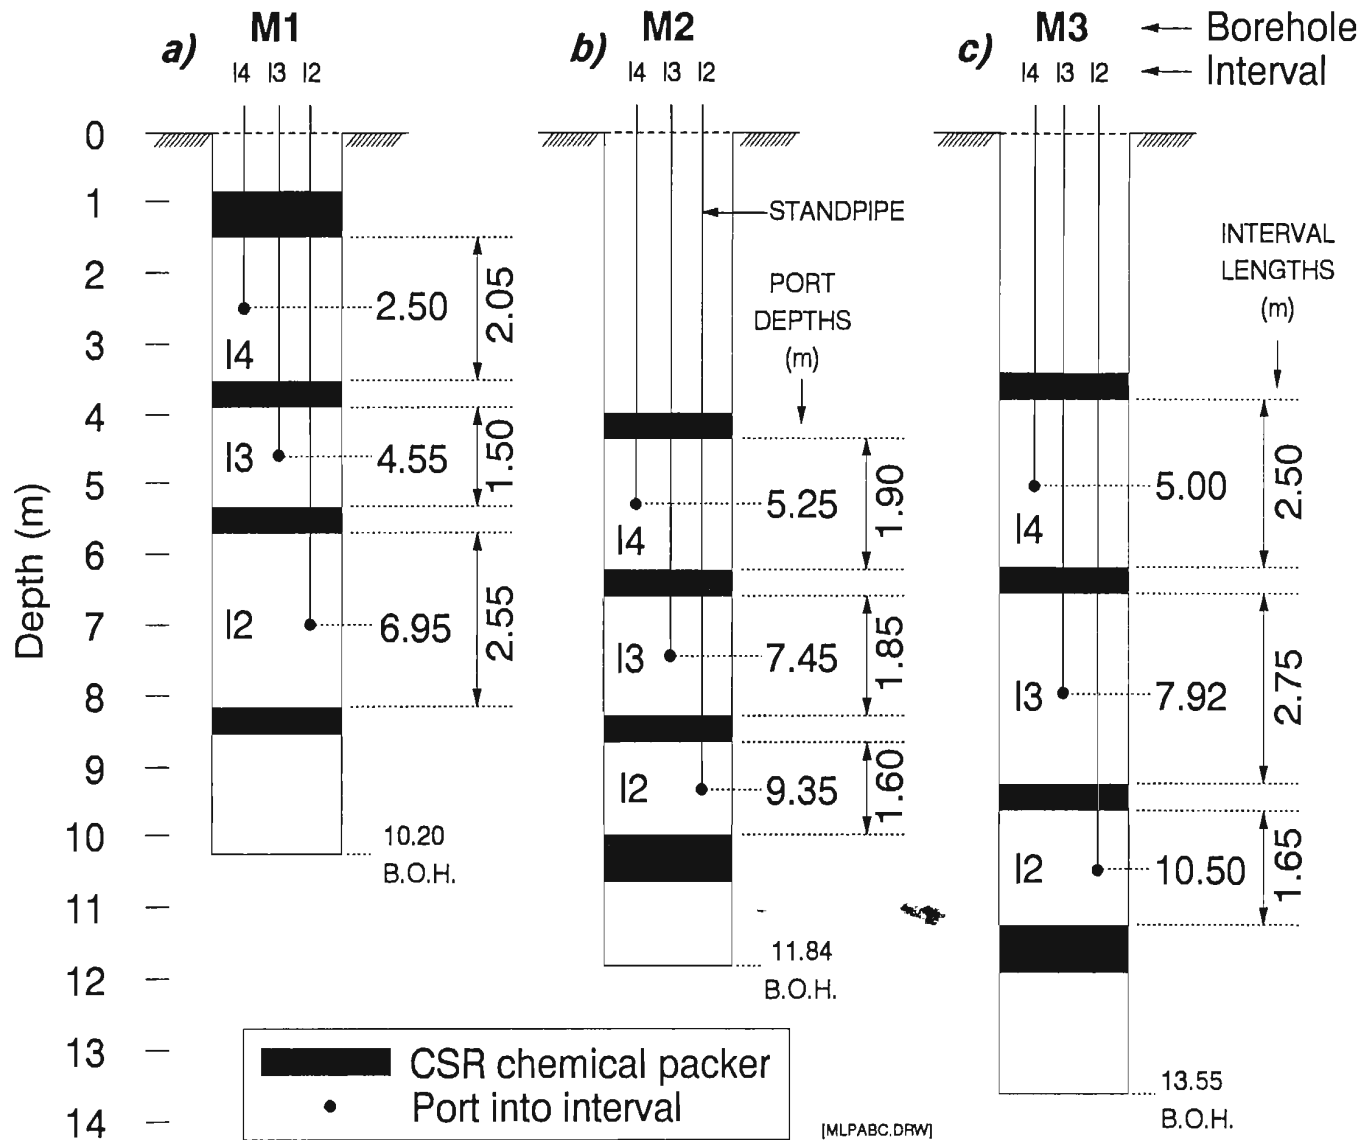 a) M1
b) M2
c) M3
Borehole
I4 I3 I2
I4 I3 I2
I4 I3 I2
Interval
Depth (m)
0
1
2
3
4
5
6
7
8
9
10
11
12
13
14
2.50
2.05
I4
I3
4.55
1.50
I2
6.95
2.55
10.20
B.O.H.
STANDPIPE
PORT
DEPTHS
(m)
5.25
1.90
I4
I3
7.45
1.85
I2
9.35
1.60
11.84
B.O.H.
INTERVAL
LENGTHS
(m)
5.00
2.50
I4
I3
7.92
2.75
I2
10.50
1.65
13.55
B.O.H.
CSR chemical packer
Port into interval
[MLPABC.DRW]